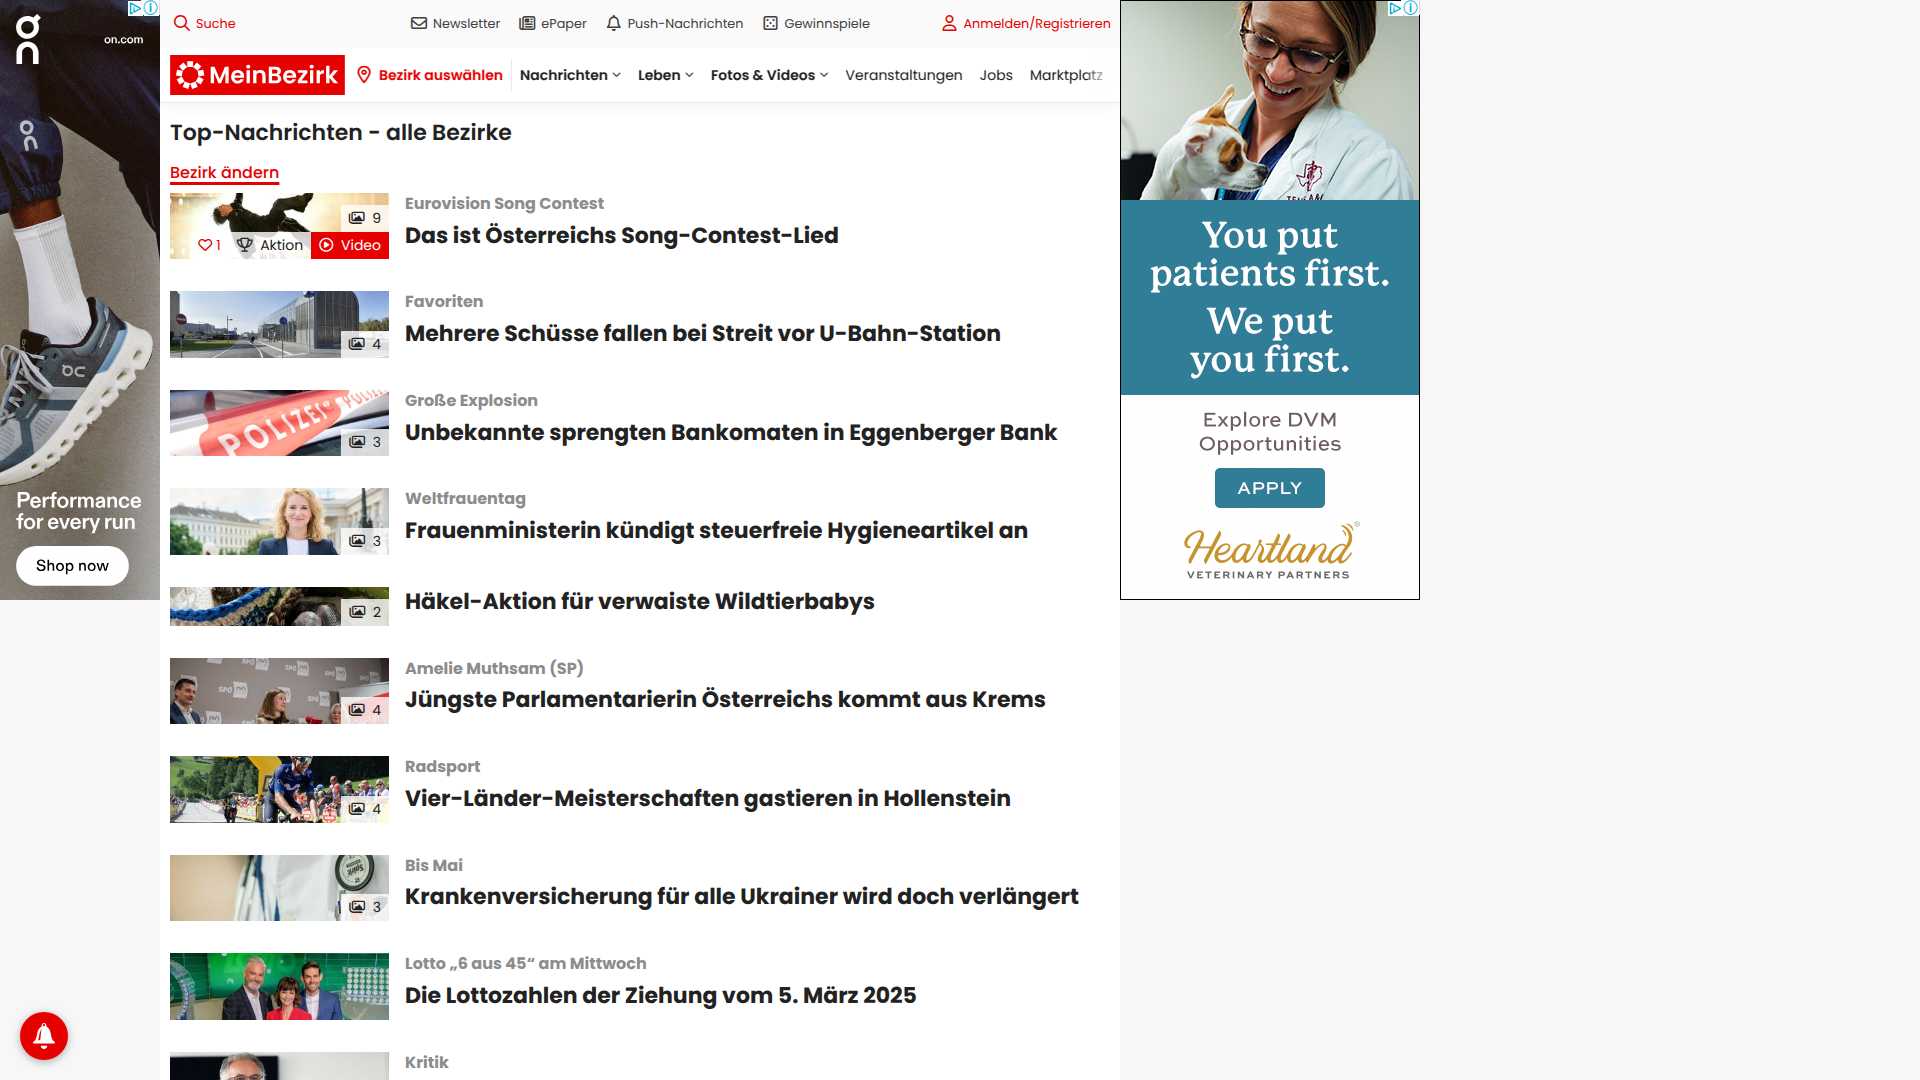 on.com
Performance
for every run
Shop now
Suche
Newsletter
ePaper
Push-Nachrichten
Gewinnspiele
Anmelden/Registrieren
MeinBezirk
Bezirk auswählen
Nachrichten
Leben
Fotos & Videos
Veranstaltungen
Jobs
Marktplatz
Top-Nachrichten - alle Bezirke
Bezirk ändern
9
1
Aktion
Video
Eurovision Song Contest
Das ist Österreichs Song-Contest-Lied
4
Favoriten
Mehrere Schüsse fallen bei Streit vor U-Bahn-Station
POLIZEI
3
Große Explosion
Unbekannte sprengten Bankomaten in Eggenberger Bank
3
Weltfrauentag
Frauenministerin kündigt steuerfreie Hygieneartikel an
2
Häkel-Aktion für verwaiste Wildtierbabys
4
Amelie Muthsam (SP)
Jüngste Parlamentarierin Österreichs kommt aus Krems
4
Radsport
Vier-Länder-Meisterschaften gastieren in Hollenstein
3
Bis Mai
Krankenversicherung für alle Ukrainer wird doch verlängert
Lotto „6 aus 45“ am Mittwoch
Die Lottozahlen der Ziehung vom 5. März 2025
Kritik
You put
patients first.
We put
you first.
Explore DVM
Opportunities
APPLY
Heartland®
VETERINARY PARTNERS